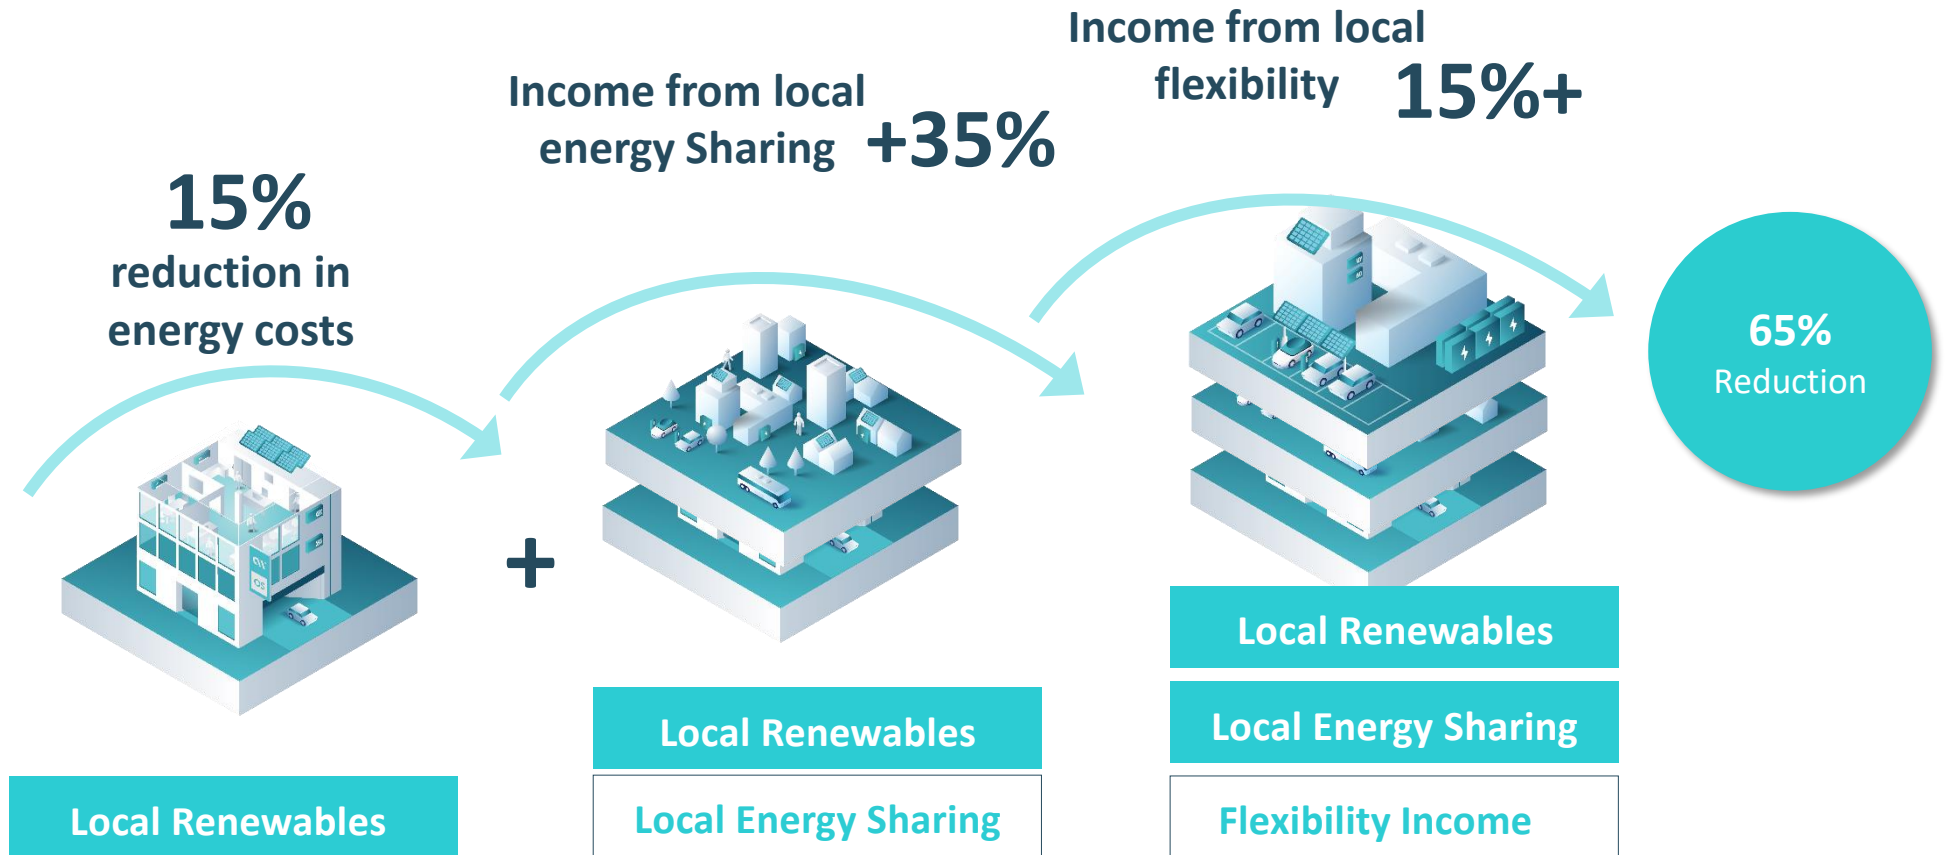 15%
reduction in
energy costs
Income from local
energy Sharing +35%
Income from local
flexibility 15%+
65%
Reduction
+
Local Renewables
Local Renewables
Local Energy Sharing
Local Renewables
Local Energy Sharing
Flexibility Income